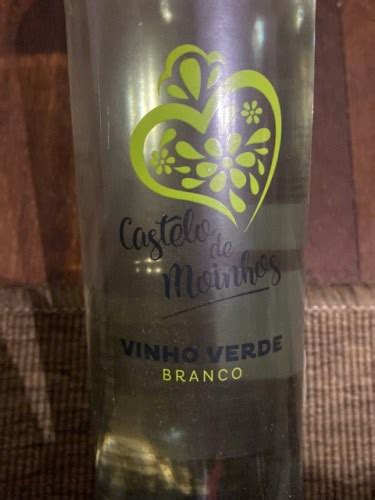 Castelo
de
Moinhos
VINHO VERDE
BRANCO